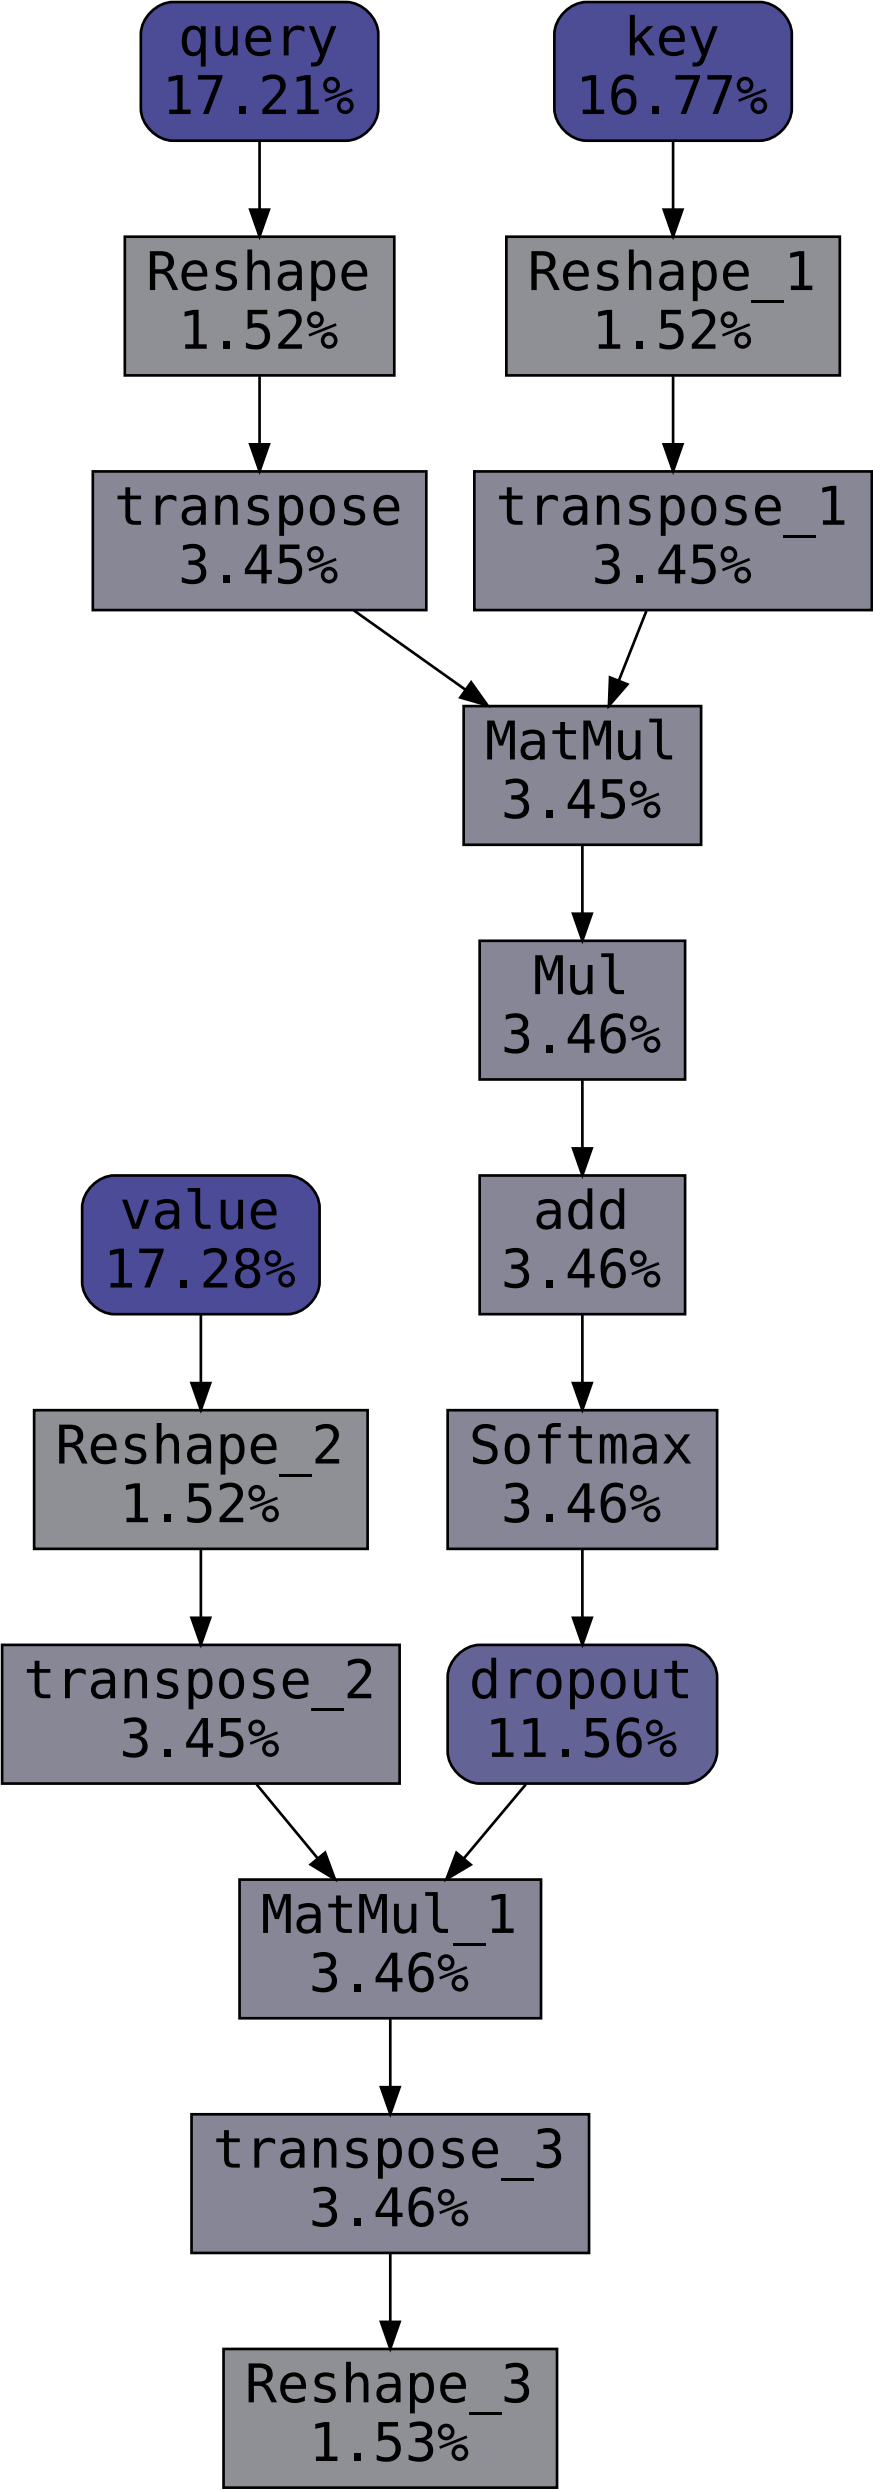 query
17.21%
key
16.77%
Reshape
1.52%
Reshape_1
1.52%
transpose
3.45%
transpose_1
3.45%
MatMul
3.45%
Mul
3.46%
add
3.46%
value
17.28%
Reshape_2
1.52%
Softmax
3.46%
transpose_2
3.45%
dropout
11.56%
MatMul_1
3.46%
transpose_3
3.46%
Reshape_3
1.53%